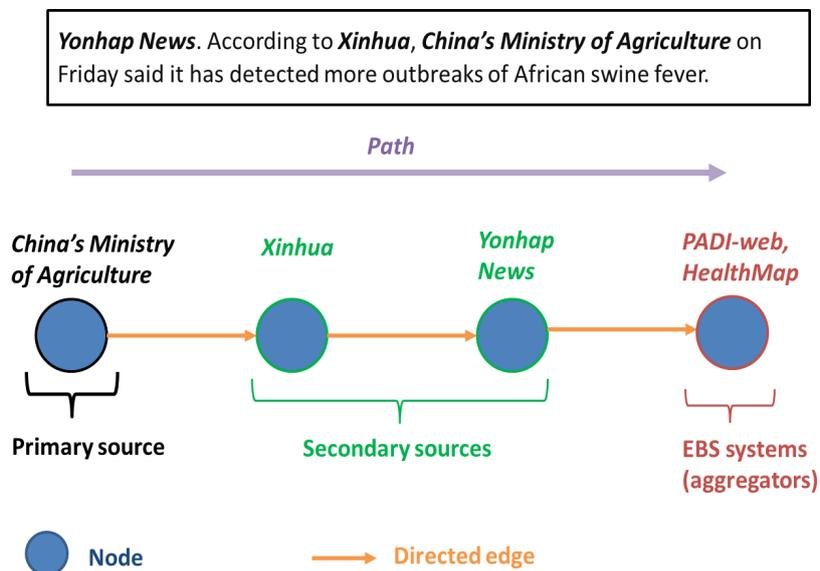 Yonhap News. According to Xinhua, China’s Ministry of Agriculture on
Friday said it has detected more outbreaks of African swine fever.
Path
China’s Ministry
of Agriculture
Xinhua
Yonhap
News
PADI-web,
HealthMap
Primary source
Secondary sources
EBS systems
(aggregators)
Node
Directed edge